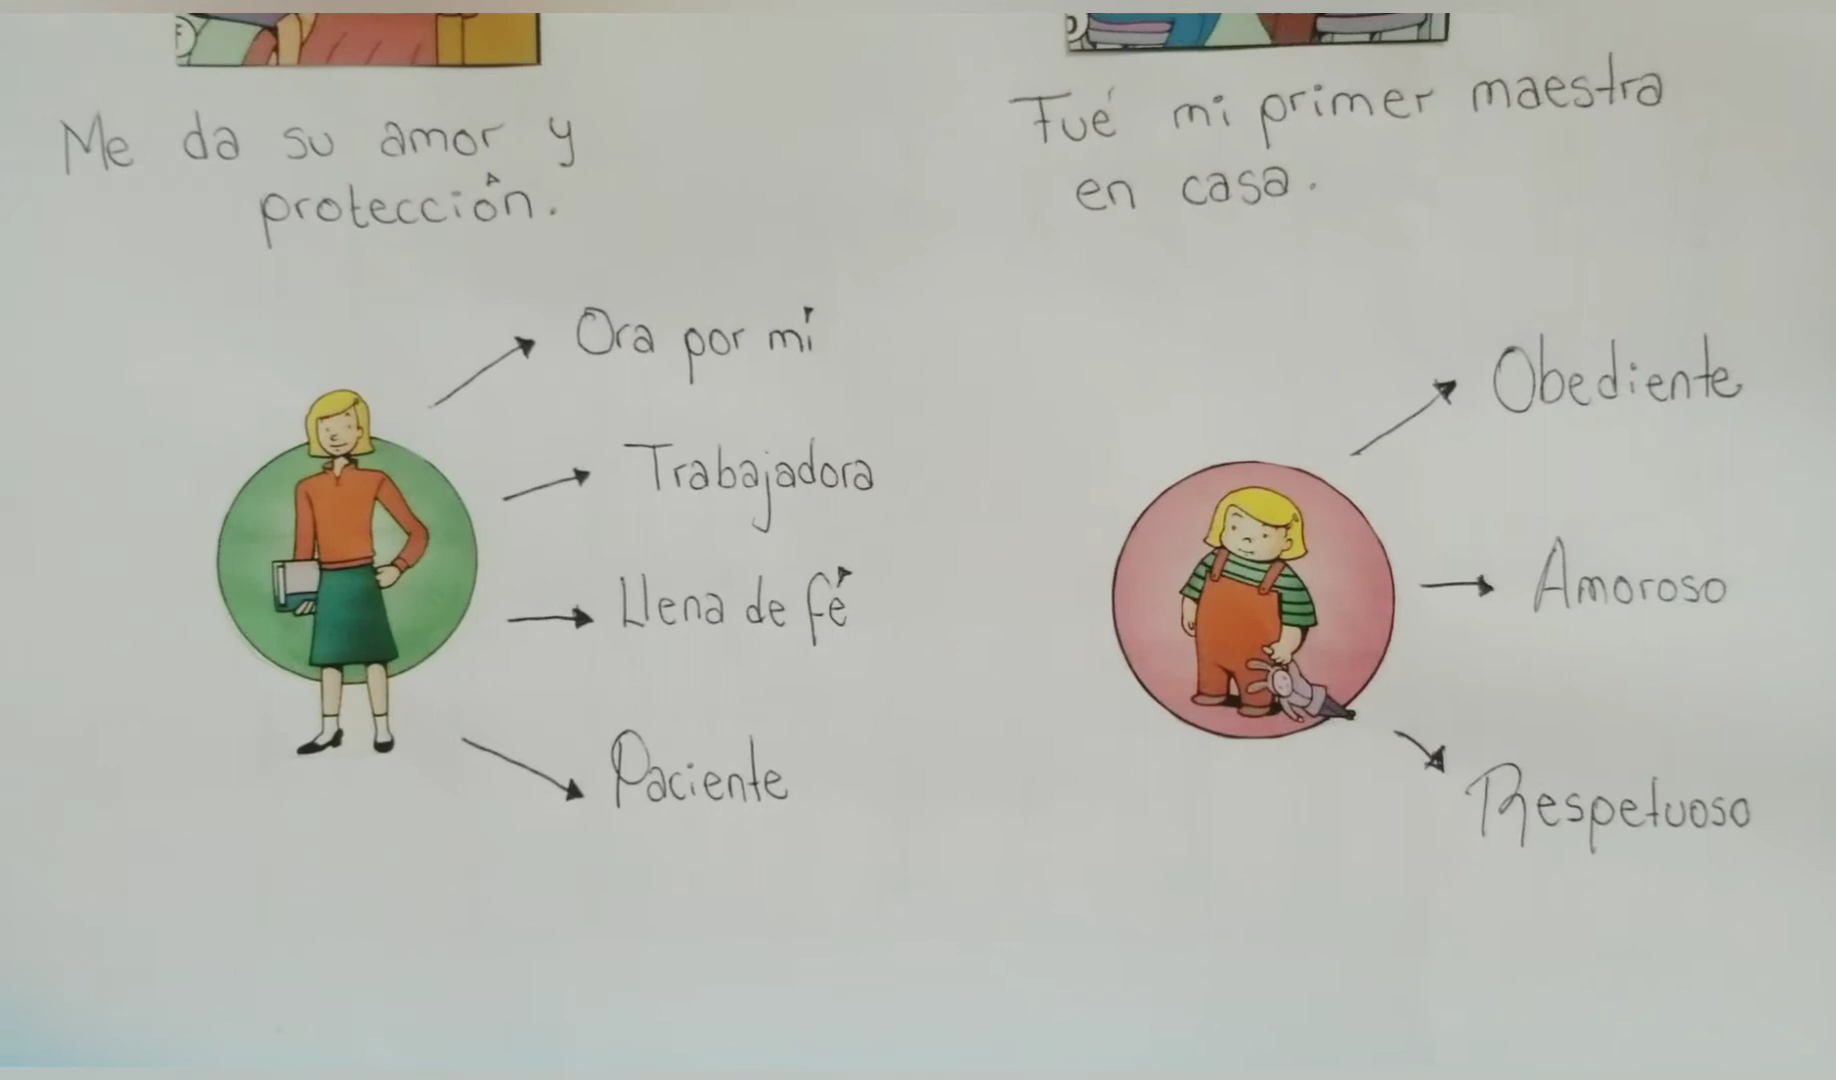 Me da su amor y
protección.
Fué mi primer maestra
en casa.
Ora por mí
Trabajadora
Llena de fé
Paciente
Obediente
Amoroso
Respetuoso